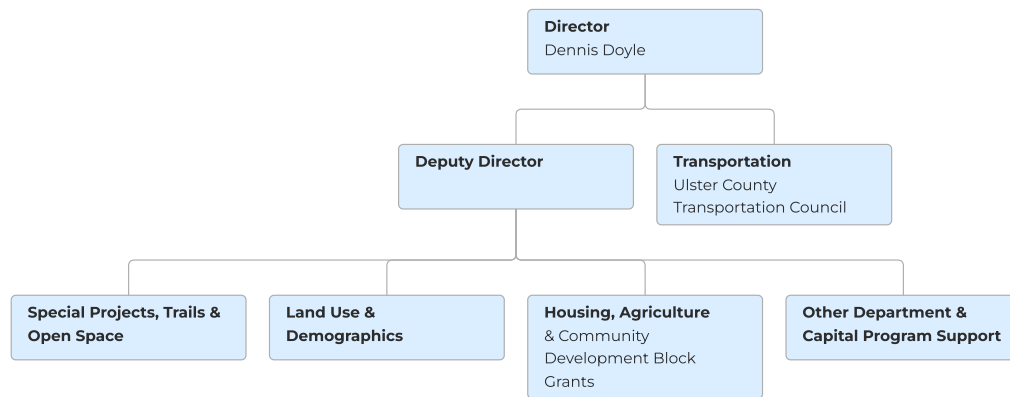 Director
Dennis Doyle
Deputy Director
Transportation
Ulster County
Transportation Council
Special Projects, Trails &
Open Space
Land Use &
Demographics
Housing, Agriculture
& Community
Development Block
Grants
Other Department &
Capital Program Support